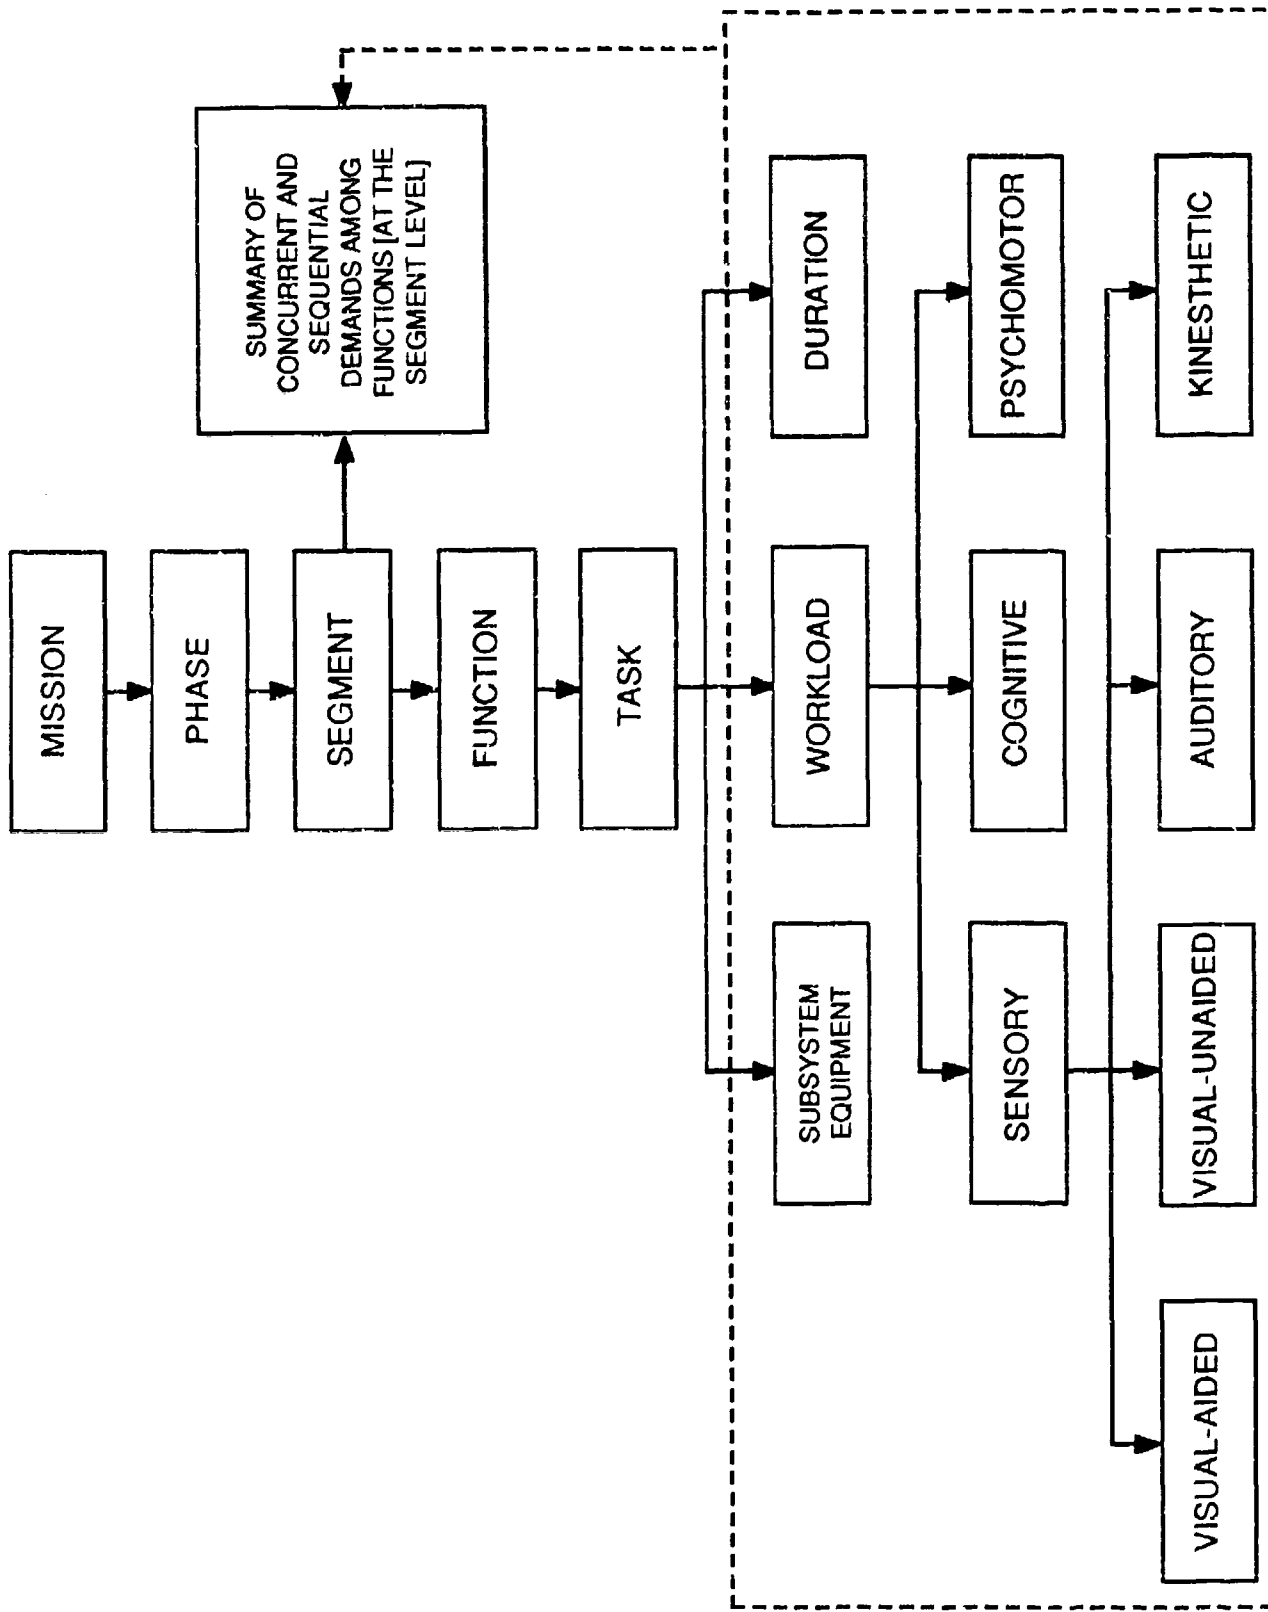 MISSION
PHASE
SEGMENT
SUMMARY OF
CONCURRENT AND
SEQUENTIAL
DEMANDS AMONG
FUNCTIONS [AT THE
SEGMENT LEVEL]
FUNCTION
TASK
SUBSYSTEM
EQUIPMENT
WORKLOAD
DURATION
SENSORY
COGNITIVE
PSYCHOMOTOR
VISUAL-AIDED
VISUAL-UNAIDED
AUDITORY
KINESTHETIC